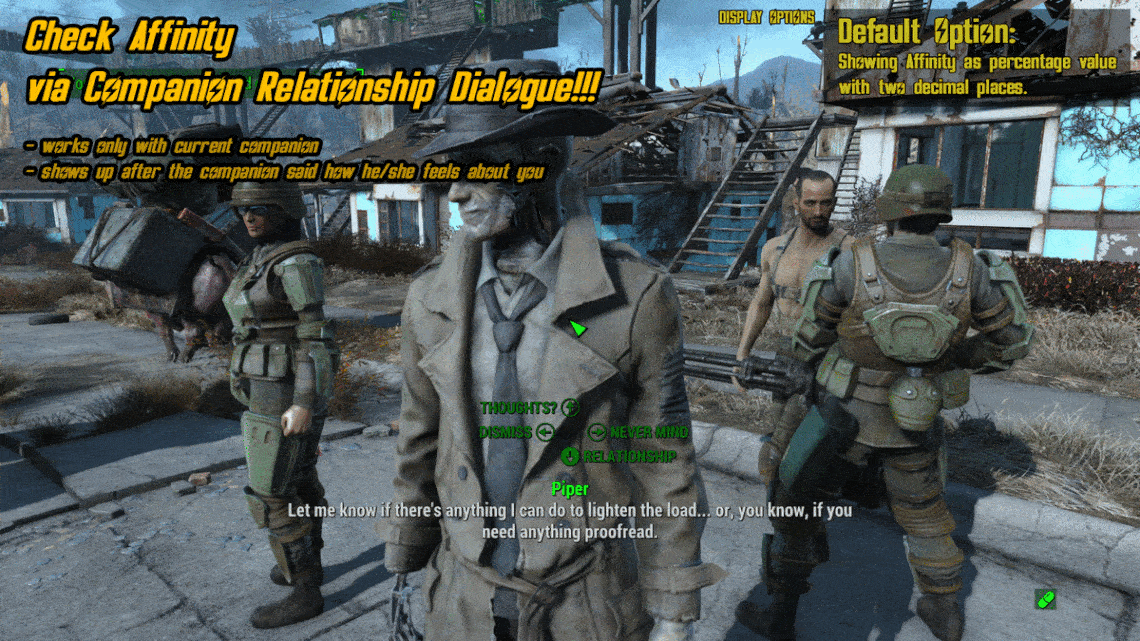 Check Affinity
via Companion Relationship Dialogue!!!
- works only with current companion
- shows up after the companion said how he/she feels about you
DISPLAY OPTIONS
Default Option:
Showing Affinity as percentage value
with two decimal places.
THOUGHTS?
DISMISS
NEVER MIND
RELATIONSHIP
Piper
Let me know if there's anything I can do to lighten the load... or, you know, if you
need anything proofread.